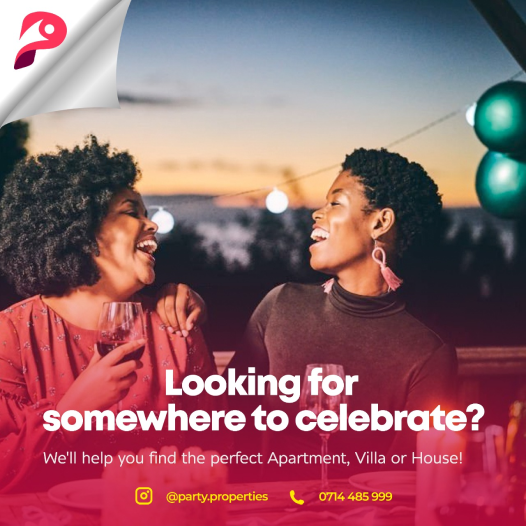 Looking for
somewhere to celebrate?
We'll help you find the perfect Apartment, Villa or House!
@party.properties 0714 485 999